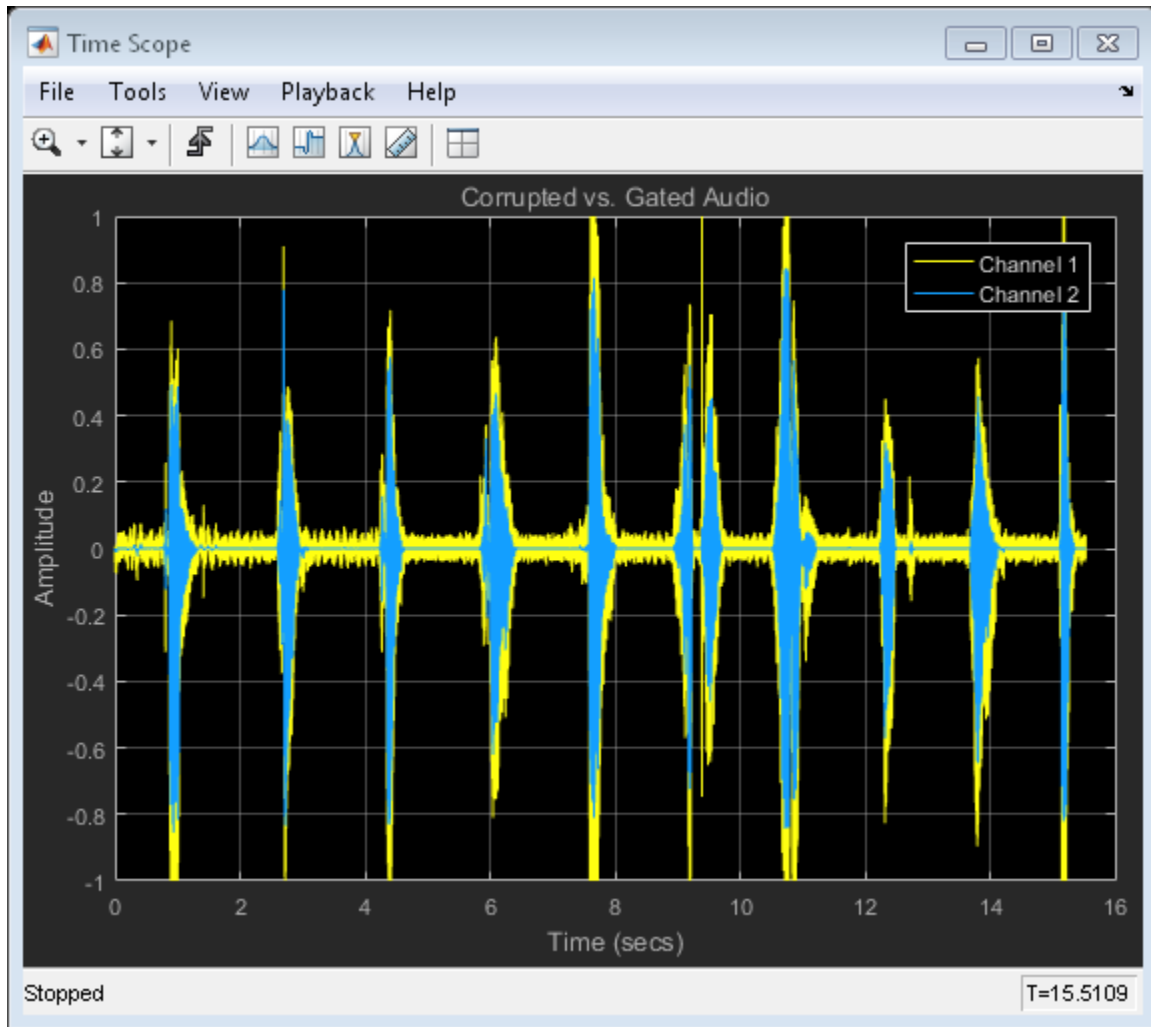 Time Scope
File Tools View Playback Help
Corrupted vs. Gated Audio
Channel 1
Channel 2
1
0.8
0.6
0.4
0.2
0
-0.2
-0.4
-0.6
-0.8
-1
Amplitude
0 2 4 6 8 10 12 14 16
Time (secs)
Stopped T=15.5109